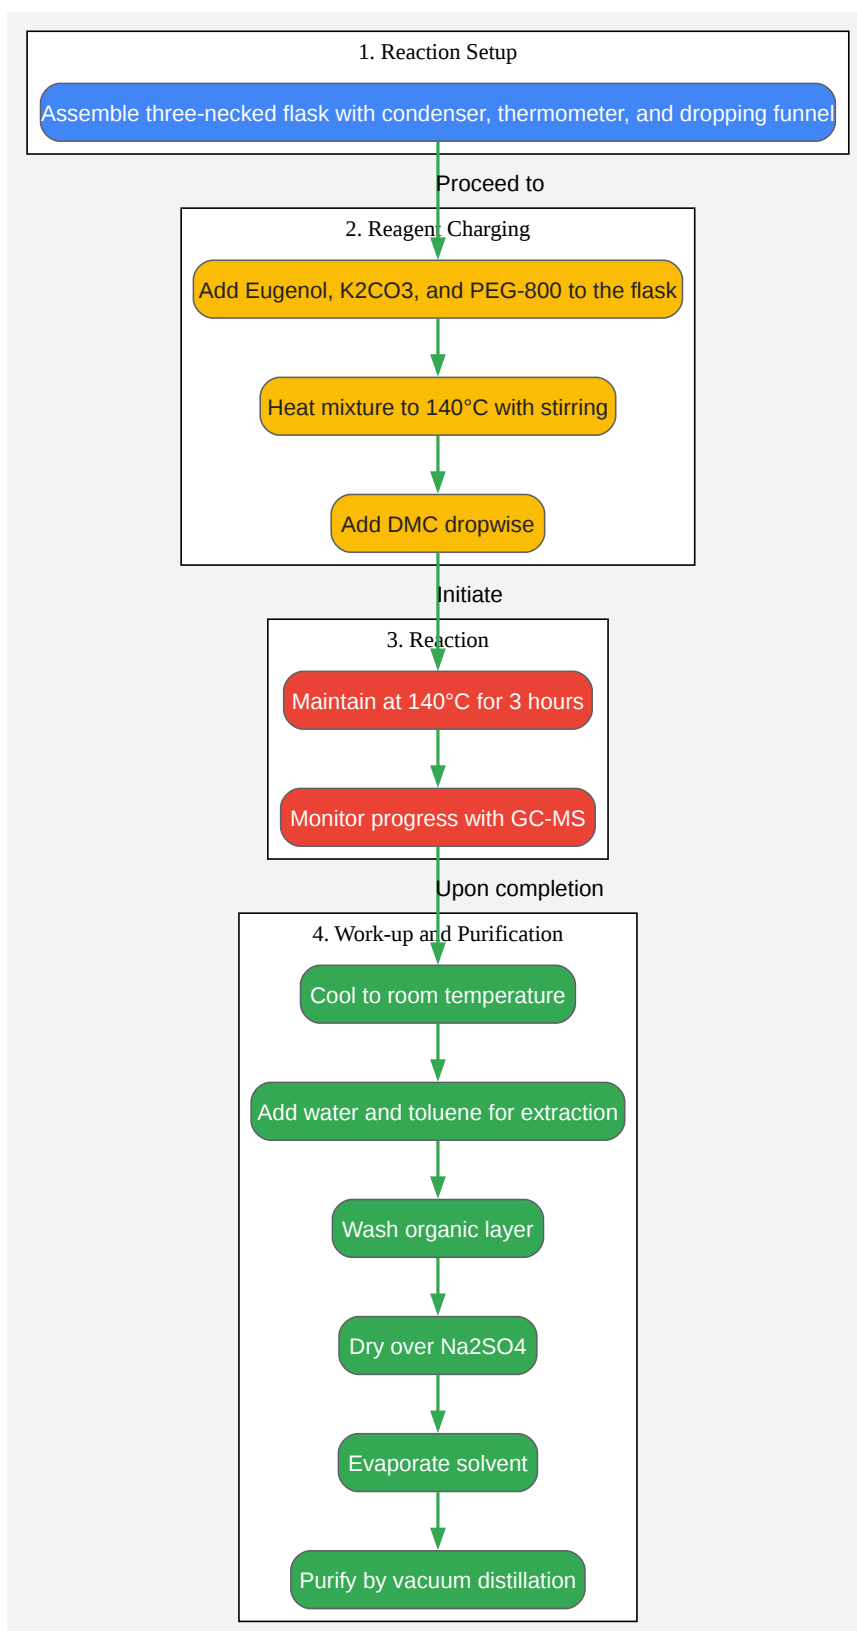 1. Reaction Setup
Assemble three-necked flask with condenser, thermometer, and dropping funnel
Proceed to
2. Reagent Charging
Add Eugenol, K2CO3, and PEG-800 to the flask
Heat mixture to 140°C with stirring
Add DMC dropwise
Initiate
3. Reaction
Maintain at 140°C for 3 hours
Monitor progress with GC-MS
Upon completion
4. Work-up and Purification
Cool to room temperature
Add water and toluene for extraction
Wash organic layer
Dry over Na2SO4
Evaporate solvent
Purify by vacuum distillation